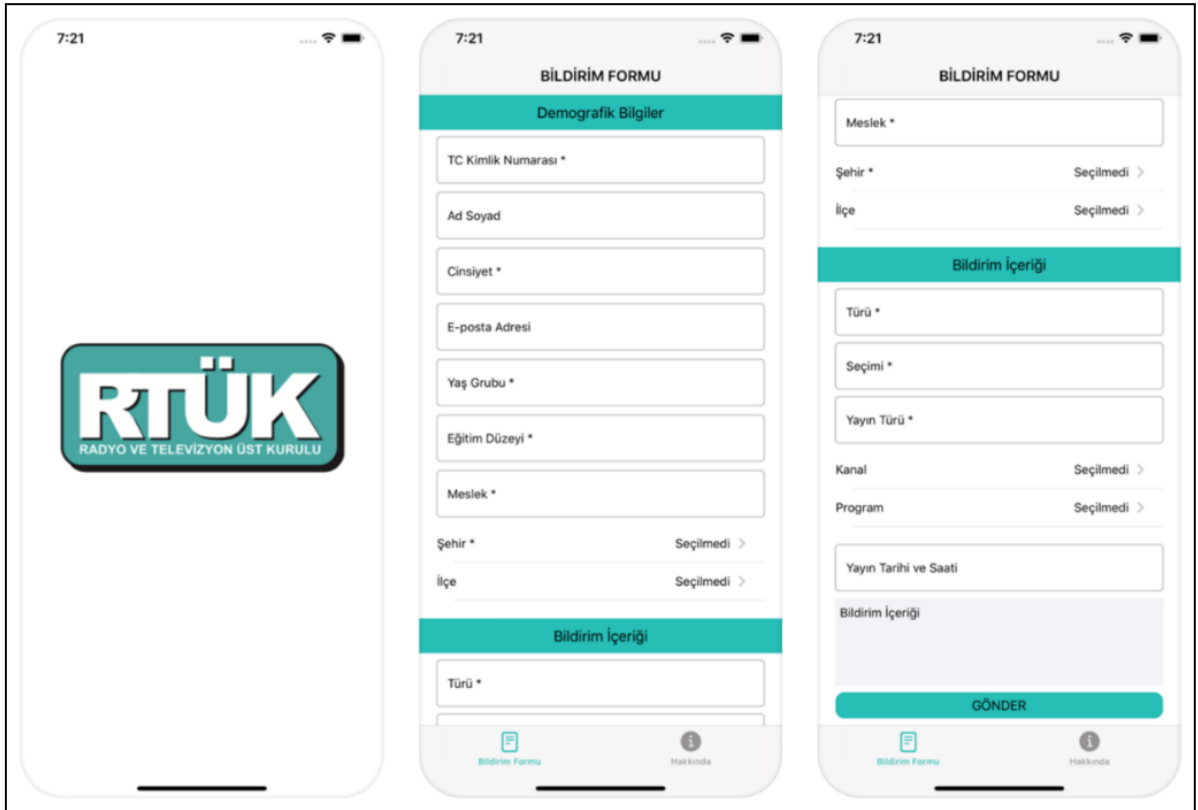 7:21
RTÜK
RADYO VE TELEVİZYON ÜST KURULU
7:21
BİLDİRİM FORMU
Demografik Bilgiler
TC Kimlik Numarası *
Ad Soyad
Cinsiyet *
E-posta Adresi
Yaş Grubu *
Eğitim Düzeyi *
Meslek *
Şehir * Seçilmedi >
İlçe Seçilmedi >
Bildirim İçeriği
Türü *
Bildirim Formu Hakkında
7:21
BİLDİRİM FORMU
Meslek *
Şehir * Seçilmedi >
İlçe Seçilmedi >
Bildirim İçeriği
Türü *
Seçimi *
Yayın Türü *
Kanal Seçilmedi >
Program Seçilmedi >
Yayın Tarihi ve Saati
Bildirim İçeriği
GÖNDER
Bildirim Formu Hakkında